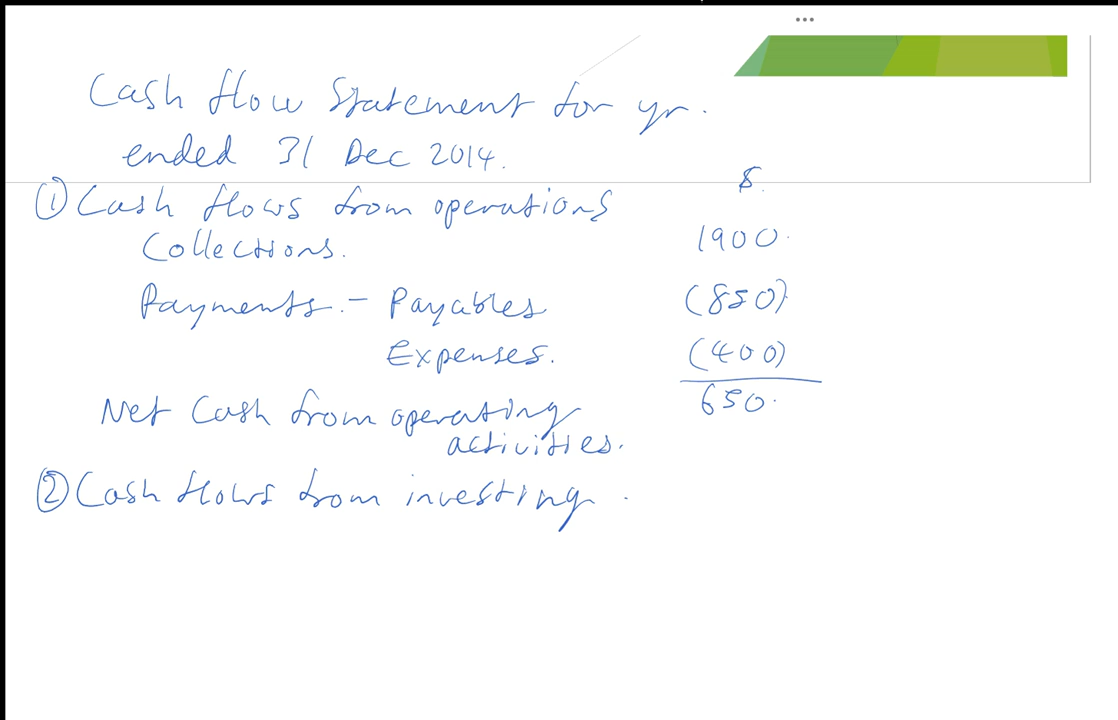 Cash flow Statement for yr.
ended 31 Dec 2014.
$.
① Cash flows from operations
Collections. 1900.
Payments. - Payables (850)
Expenses. (400)
Net Cash from operating 650.
activities.
② Cash flows from investing.